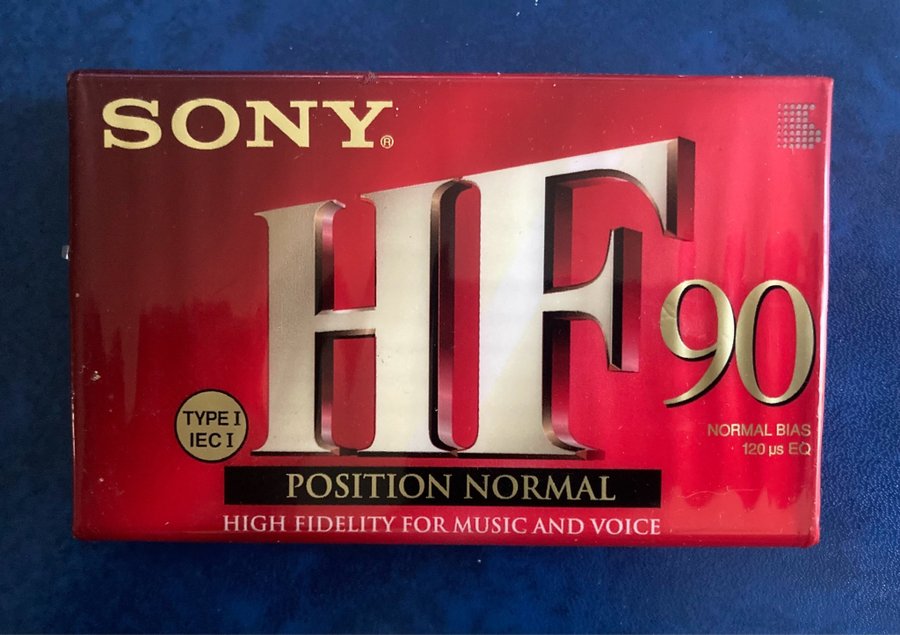 SONY®
HF
90
TYPE I
IEC I
NORMAL BIAS
120 µs EQ
POSITION NORMAL
HIGH FIDELITY FOR MUSIC AND VOICE